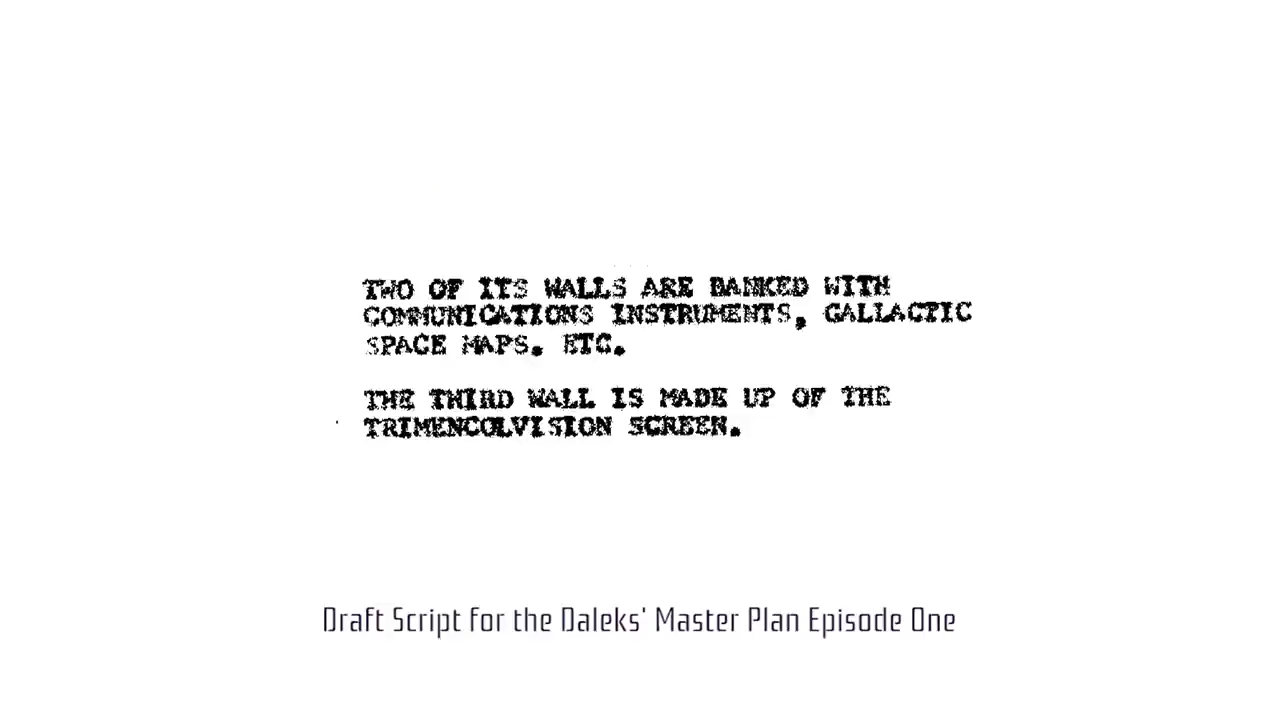 TWO OF ITS WALLS ARE BANKED WITH
COMMUNICATIONS INSTRUMENTS, GALLACTIC
SPACE MAPS. ETC.
THE THIRD WALL IS MADE UP OF THE
TRIMENCOLVISION SCREEN.
Draft Script for the Daleks' Master Plan Episode One